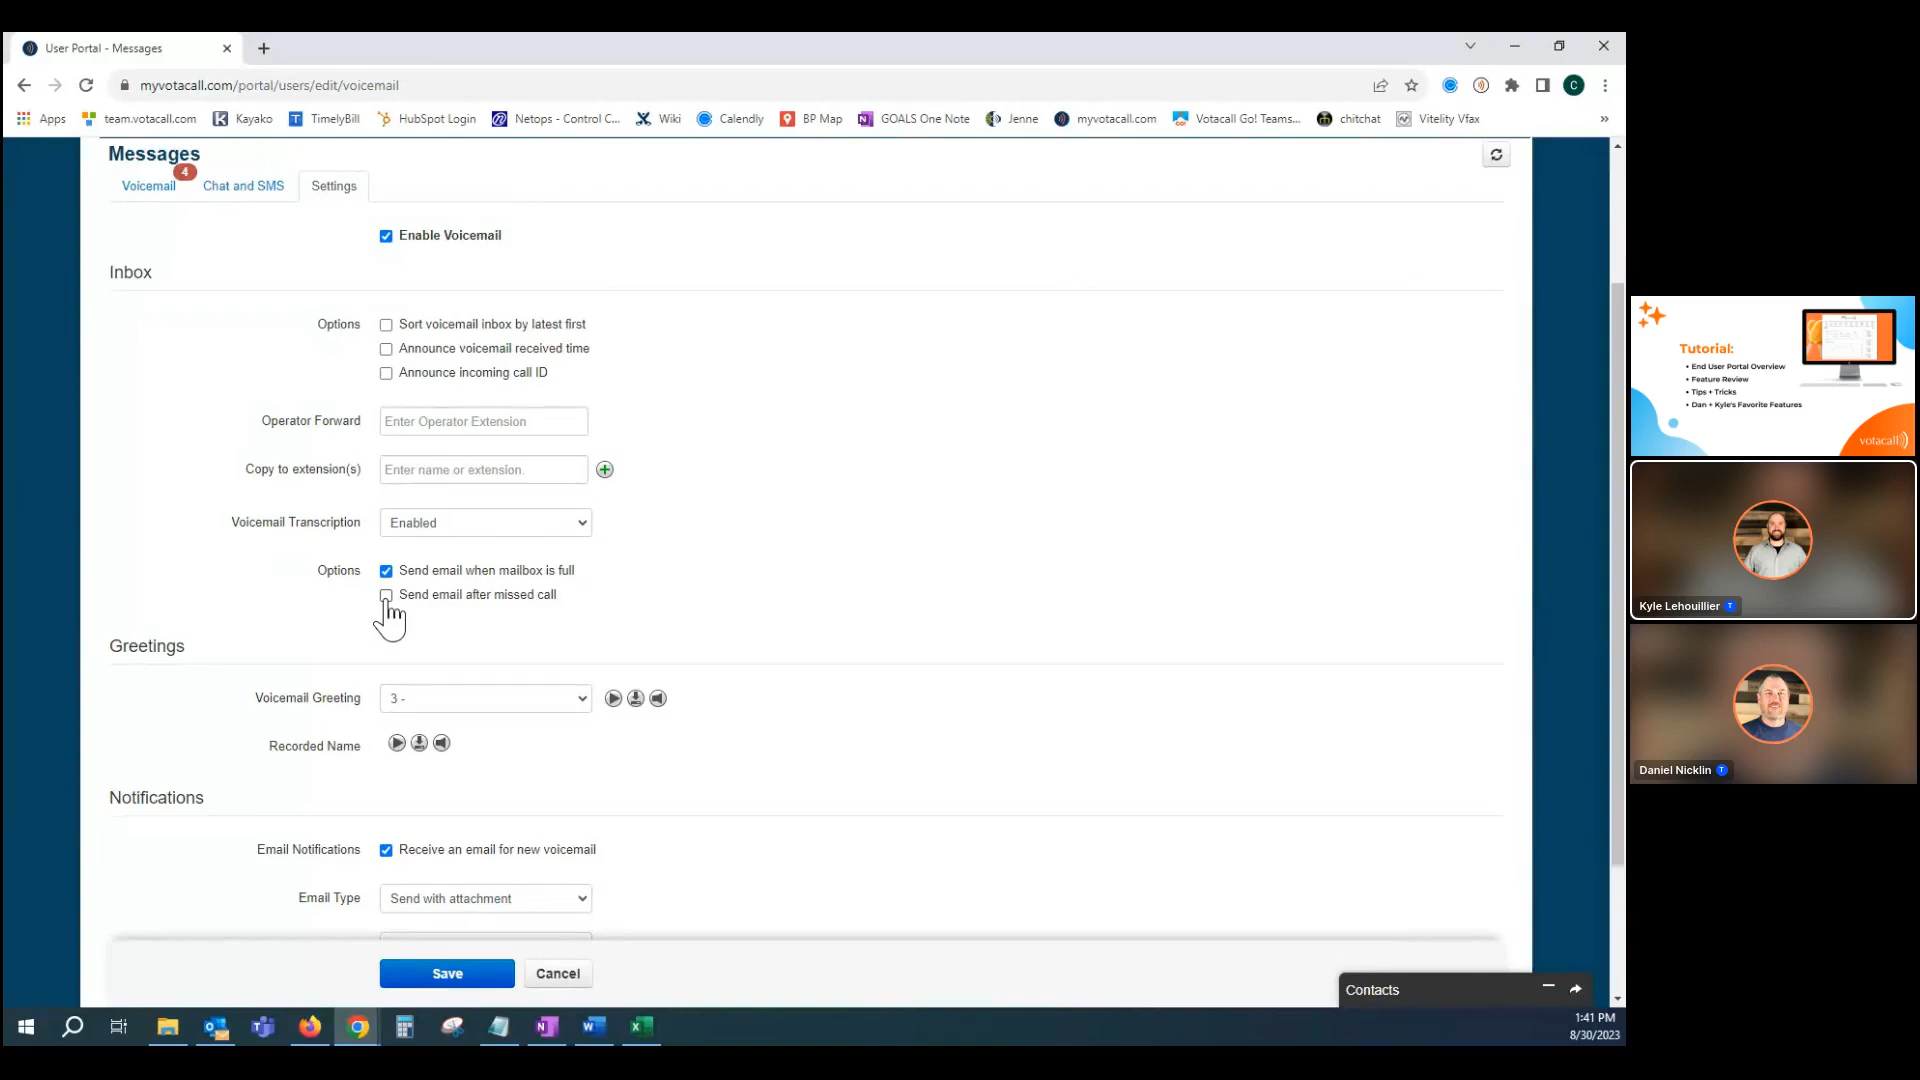 User Portal - Messages
myvotacall.com/portal/users/edit/voicemail
C
Apps
team.votacall.com
Kayako
TimelyBill
HubSpot Login
Netops - Control C...
Wiki
Calendly
BP Map
GOALS One Note
Jenne
myvotacall.com
Votacall Go! Teams...
chitchat
Vitelity Vfax
»
Messages
Voicemail 4
Chat and SMS
Settings
Enable Voicemail
Inbox
Options
Sort voicemail inbox by latest first
Announce voicemail received time
Announce incoming call ID
Operator Forward
Enter Operator Extension
Copy to extension(s)
Enter name or extension.
Voicemail Transcription
Enabled
Options
Send email when mailbox is full
Send email after missed call
Greetings
Voicemail Greeting
3 -
Recorded Name
Notifications
Email Notifications
Receive an email for new voicemail
Email Type
Send with attachment
Save
Cancel
Contacts
1:41 PM
8/30/2023
Tutorial:
• End User Portal Overview
• Feature Review
• Tips + Tricks
• Dan + Kyle's Favorite Features
votacall
Kyle Lehouillier T
Daniel Nicklin T